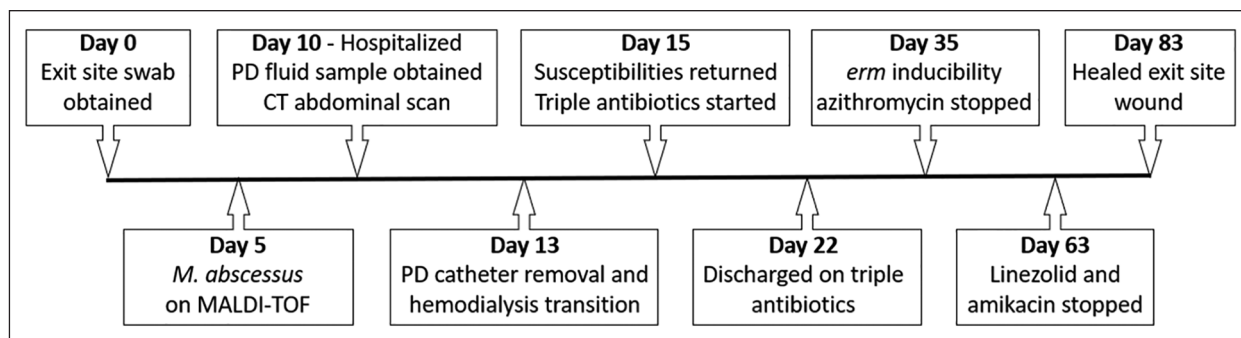 Day 0
Exit site swab
obtained
Day 10 - Hospitalized
PD fluid sample obtained
CT abdominal scan
Day 15
Susceptibilities returned
Triple antibiotics started
Day 35
erm inducibility
azithromycin stopped
Day 83
Healed exit site
wound
Day 5
M. abscessus
on MALDI-TOF
Day 13
PD catheter removal and
hemodialysis transition
Day 22
Discharged on triple
antibiotics
Day 63
Linezolid and
amikacin stopped